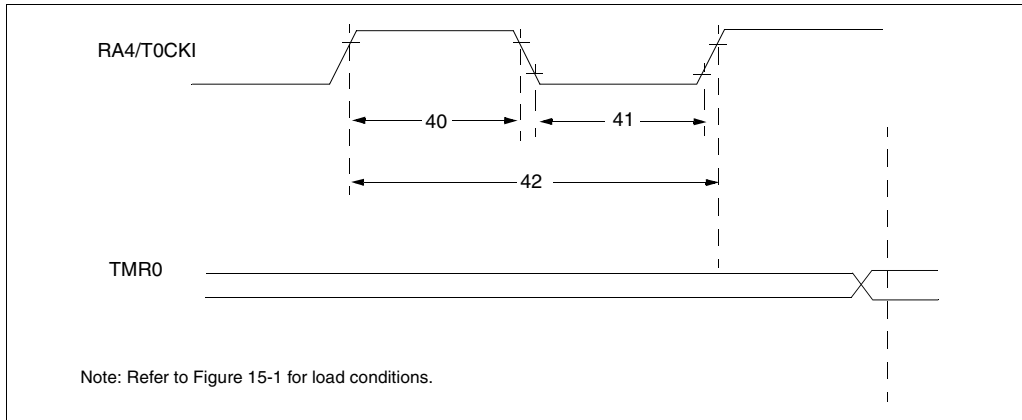 RA4/T0CKI
40
41
42
TMR0
Note: Refer to Figure 15-1 for load conditions.